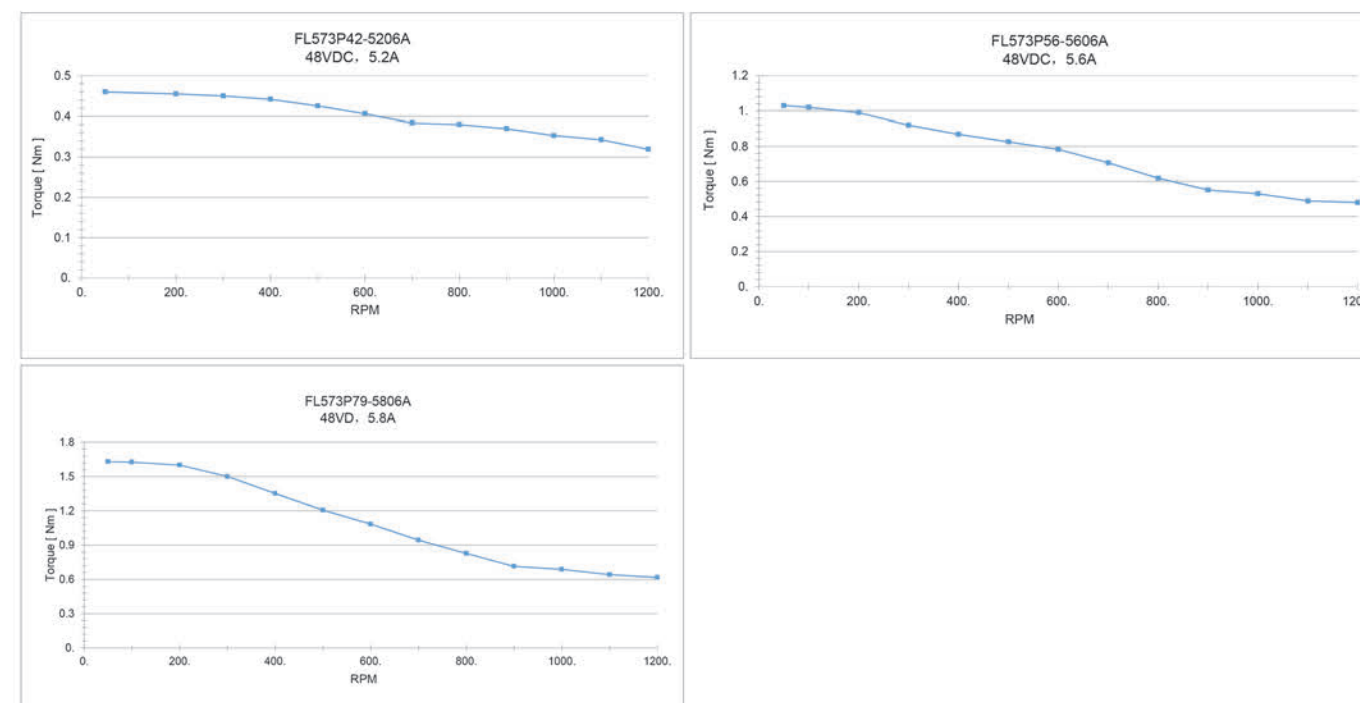 FL573P42-5206A
48VDC，5.2A
0.5
0.4
0.3
0.2
0.1
0.
Torque [ Nm ]
0. 200. 400. 600. 800. 1000. 1200.
RPM
FL573P56-5606A
48VDC，5.6A
1.2
1.
0.8
0.6
0.4
0.2
0.
Torque [ Nm ]
0. 200. 400. 600. 800. 1000. 120
RPM
FL573P79-5806A
48VD，5.8A
1.8
1.5
1.2
0.9
0.6
0.3
0.
Torque [ Nm ]
0. 200. 400. 600. 800. 1000. 1200.
RPM